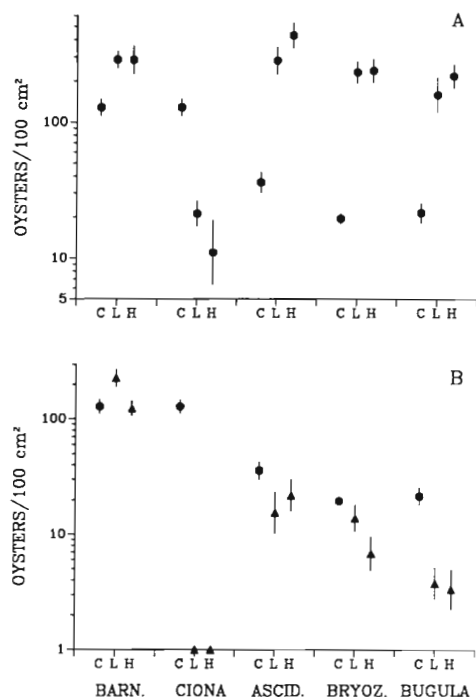 A
OYSTERS/100 cm²
100
10
5
C L H C L H C L H C L H C L H
B
OYSTERS/100 cm²
100
10
1
C L H C L H C L H C L H C L H
BARN. CIONA ASCID. BRYOZ. BUGULA